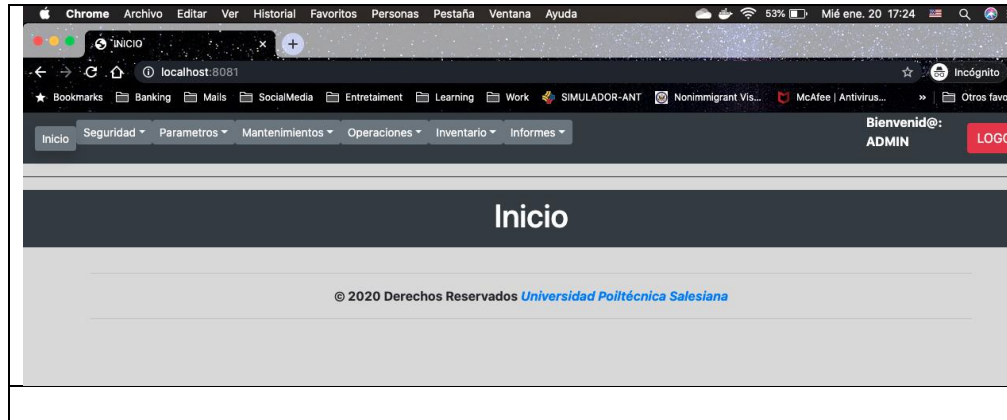 Chrome Archivo Editar Ver Historial Favoritos Personas Pestaña Ventana Ayuda 53% Mié ene. 20 17:24
INICIO
localhost:8081 Incógnito
Bookmarks Banking Mails SocialMedia Entretaiment Learning Work SIMULADOR-ANT Nonimmigrant Vis... McAfee | Antivirus... » Otros favo
Inicio Seguridad Parametros Mantenimientos Operaciones Inventario Informes Bienvenid@:
ADMIN LOGO
Inicio
© 2020 Derechos Reservados Universidad Poiltécnica Salesiana